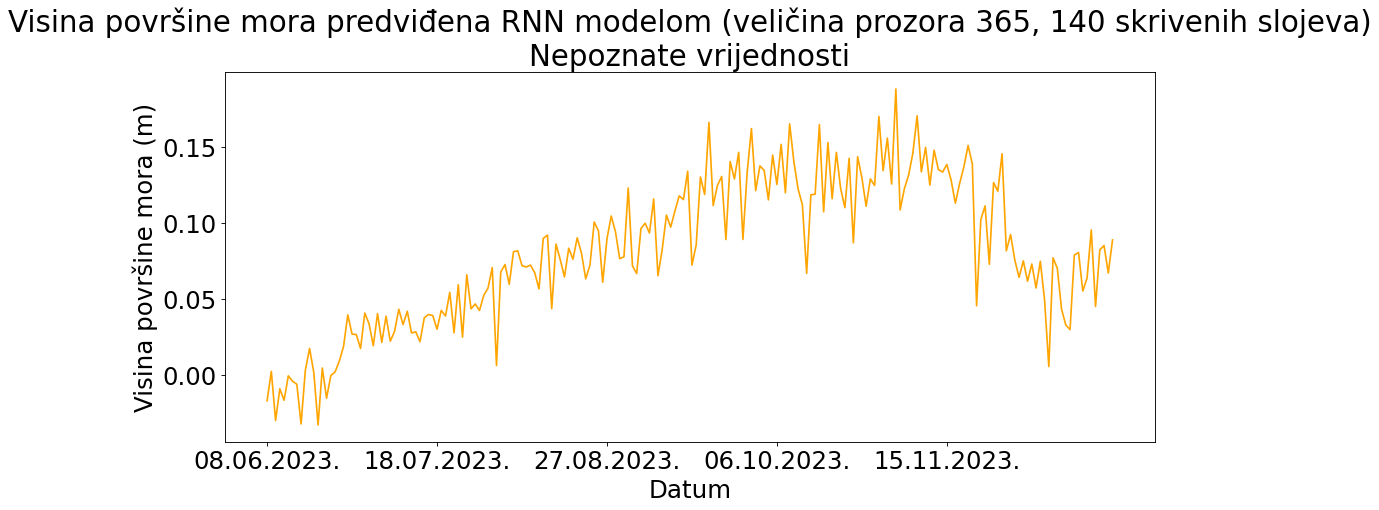 Visina površine mora predviđena RNN modelom (veličina prozora 365, 140 skrivenih slojeva)
Nepoznate vrijednosti
Visina površine mora (m)
0.15
0.10
0.05
0.00
08.06.2023. 18.07.2023. 27.08.2023. 06.10.2023. 15.11.2023.
Datum